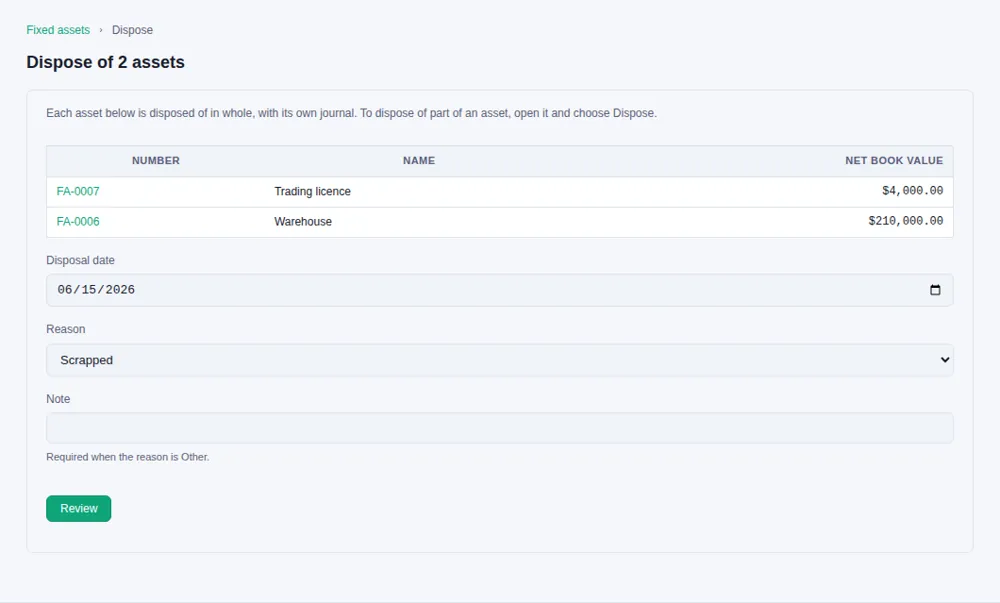 Fixed assets › Dispose
Dispose of 2 assets
Each asset below is disposed of in whole, with its own journal. To dispose of part of an asset, open it and choose Dispose.
NUMBER NAME NET BOOK VALUE
FA-0007 Trading licence $4,000.00
FA-0006 Warehouse $210,000.00
Disposal date
06/15/2026
Reason
Scrapped
Note
Required when the reason is Other.
Review